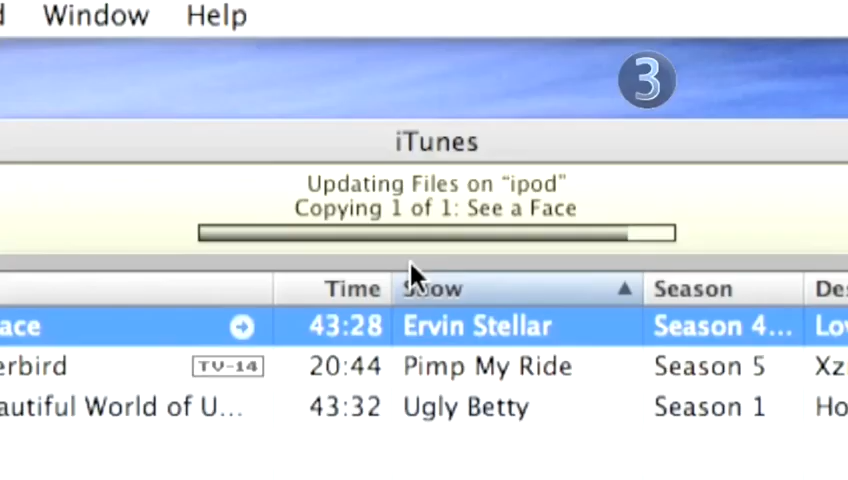 Window Help
3
iTunes
Updating Files on "ipod"
Copying 1 of 1: See a Face
Time Show Season
ace 43:28 Ervin Stellar Season 4...
erbird TV-14 20:44 Pimp My Ride Season 5
autiful World of U... 43:32 Ugly Betty Season 1